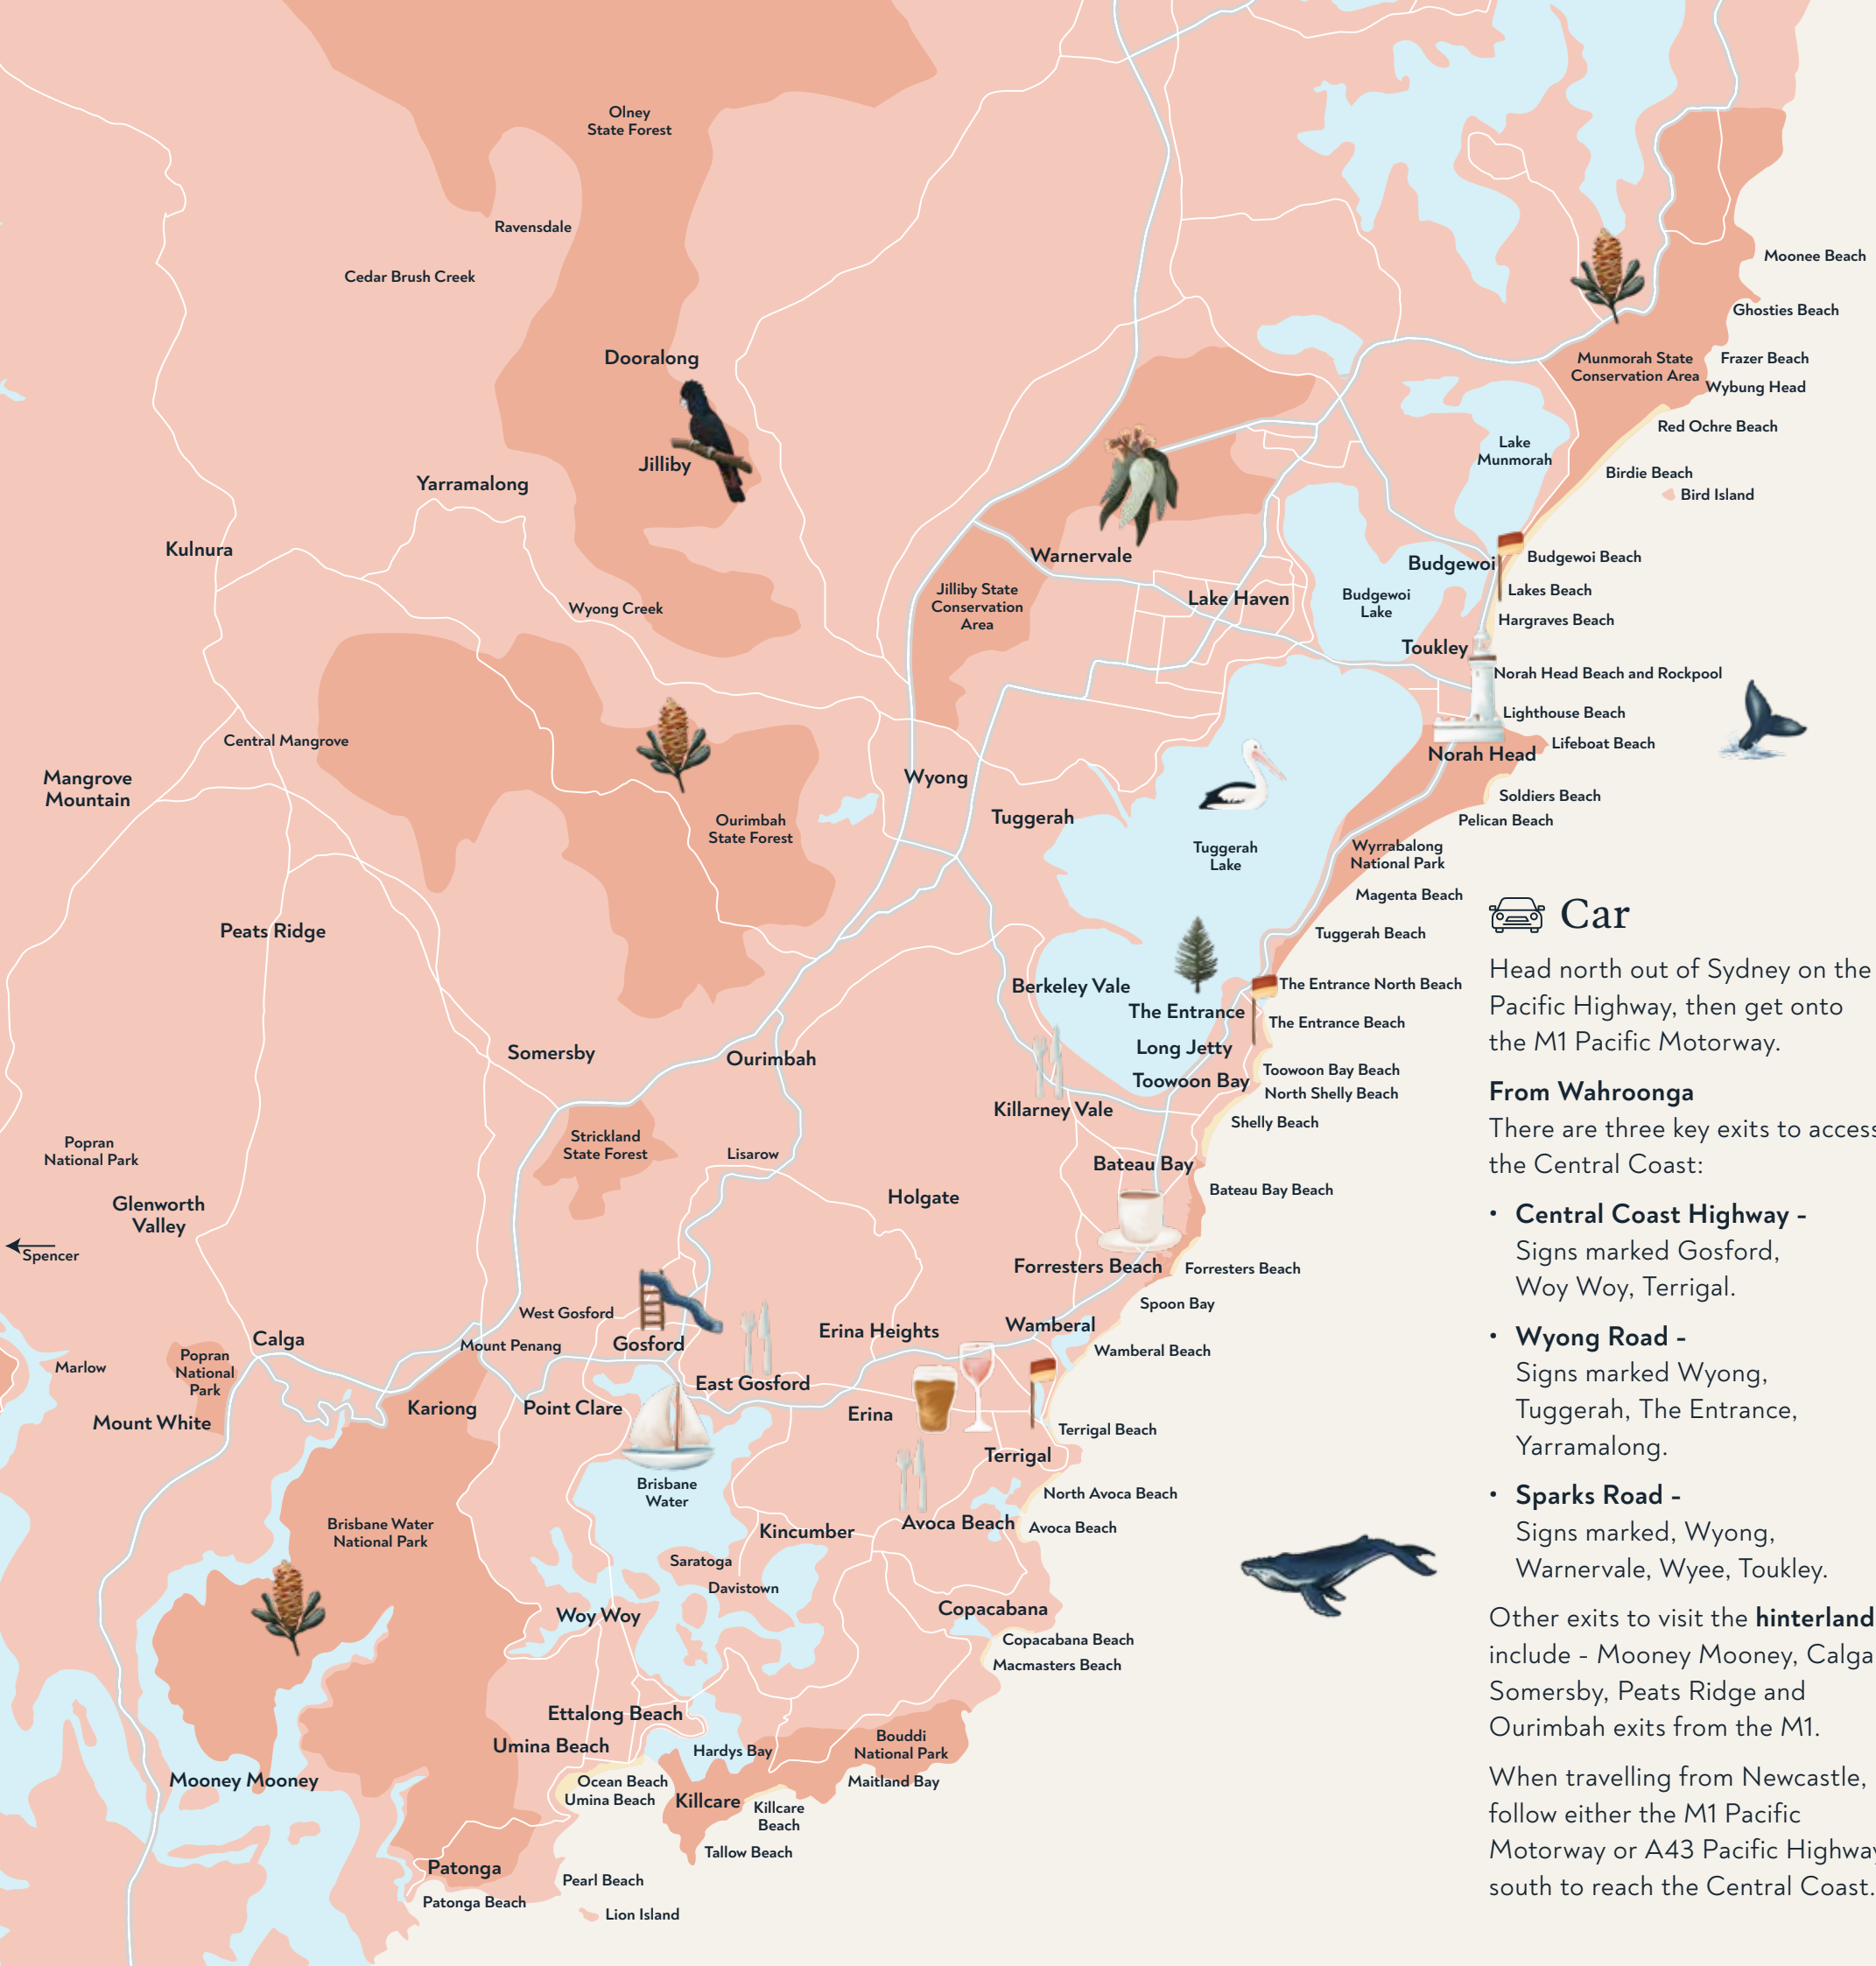 Olney
State Forest
Ravensdale
Cedar Brush Creek
Moonee Beach
Ghosties Beach
Dooralong
Munmorah State
Conservation Area
Frazer Beach
Wybung Head
Red Ochre Beach
Lake
Munmorah
Jilliby
Birdie Beach
Yarramalong
Bird Island
Kulnura
Warnervale
Budgewoi
Budgewoi Beach
Jilliby State
Conservation
Area
Lake Haven
Budgewoi
Lake
Lakes Beach
Wyong Creek
Hargraves Beach
Toukley
Norah Head Beach and Rockpool
Central Mangrove
Lighthouse Beach
Lifeboat Beach
Norah Head
Mangrove
Mountain
Wyong
Soldiers Beach
Tuggerah
Pelican Beach
Ourimbah
State Forest
Tuggerah
Lake
Wyrrabalong
National Park
Magenta Beach
Peats Ridge
Tuggerah Beach
Berkeley Vale
The Entrance North Beach
The Entrance
The Entrance Beach
Somersby
Ourimbah
Long Jetty
Toowoon Bay
Toowoon Bay Beach
North Shelly Beach
Killarney Vale
Shelly Beach
Popran
National Park
Strickland
State Forest
Lisarow
Bateau Bay
Bateau Bay Beach
Glenworth
Valley
Holgate
Spencer
Forresters Beach
Forresters Beach
Spoon Bay
West Gosford
Wamberal
Erina Heights
Calga
Mount Penang
Gosford
Wamberal Beach
Marlow
Popran
National
Park
East Gosford
Kariong
Point Clare
Erina
Mount White
Terrigal Beach
Terrigal
Brisbane
Water
North Avoca Beach
Avoca Beach
Avoca Beach
Brisbane Water
National Park
Kincumber
Saratoga
Davistown
Woy Woy
Copacabana
Copacabana Beach
Macmasters Beach
Ettalong Beach
Umina Beach
Hardys Bay
Bouddi
National Park
Mooney Mooney
Ocean Beach
Umina Beach
Killcare
Maitland Bay
Killcare
Beach
Tallow Beach
Patonga
Pearl Beach
Patonga Beach
Lion Island
Car
Head north out of Sydney on the
Pacific Highway, then get onto
the M1 Pacific Motorway.
From Wahroonga
There are three key exits to access
the Central Coast:
• Central Coast Highway -
Signs marked Gosford,
Woy Woy, Terrigal.
• Wyong Road -
Signs marked Wyong,
Tuggerah, The Entrance,
Yarramalong.
• Sparks Road -
Signs marked, Wyong,
Warnervale, Wyee, Toukley.
Other exits to visit the hinterland
include - Mooney Mooney, Calga
Somersby, Peats Ridge and
Ourimbah exits from the M1.
When travelling from Newcastle,
follow either the M1 Pacific
Motorway or A43 Pacific Highway
south to reach the Central Coast.